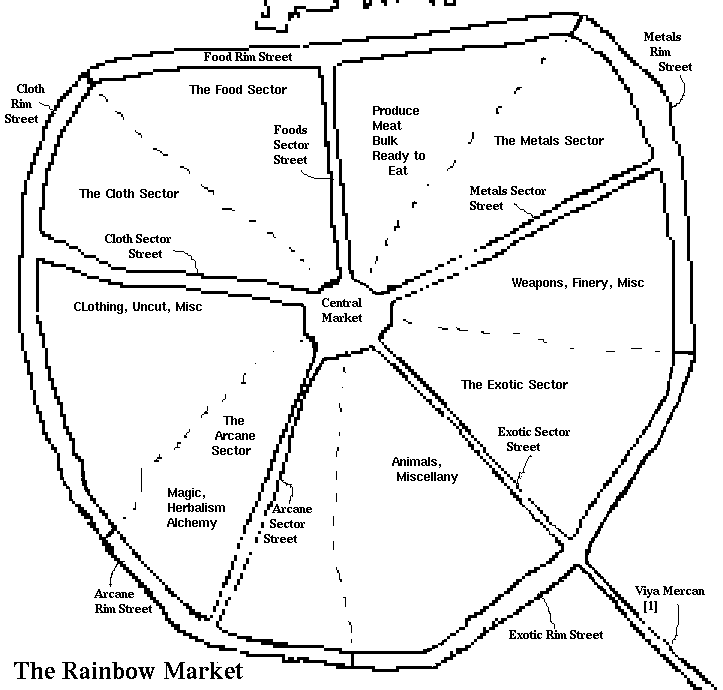 Metals
Rim
Street
Food Rim Street
Cloth
Rim
Street
The Food Sector
Foods
Sector
Street
Produce
Meat
Bulk
Ready to
Eat
The Metals Sector
The Cloth Sector
Metals Sector
Street
Cloth Sector
Street
Weapons, Finery, Misc
CLothing, Uncut, Misc
Central
Market
The Exotic Sector
The
Arcane
Sector
Exotic Sector
Street
Animals,
Miscellany
Magic,
Herbalism
Alchemy
Arcane
Sector
Street
Arcane
Rim Street
Viya Mercan
[1]
Exotic Rim Street
The Rainbow Market